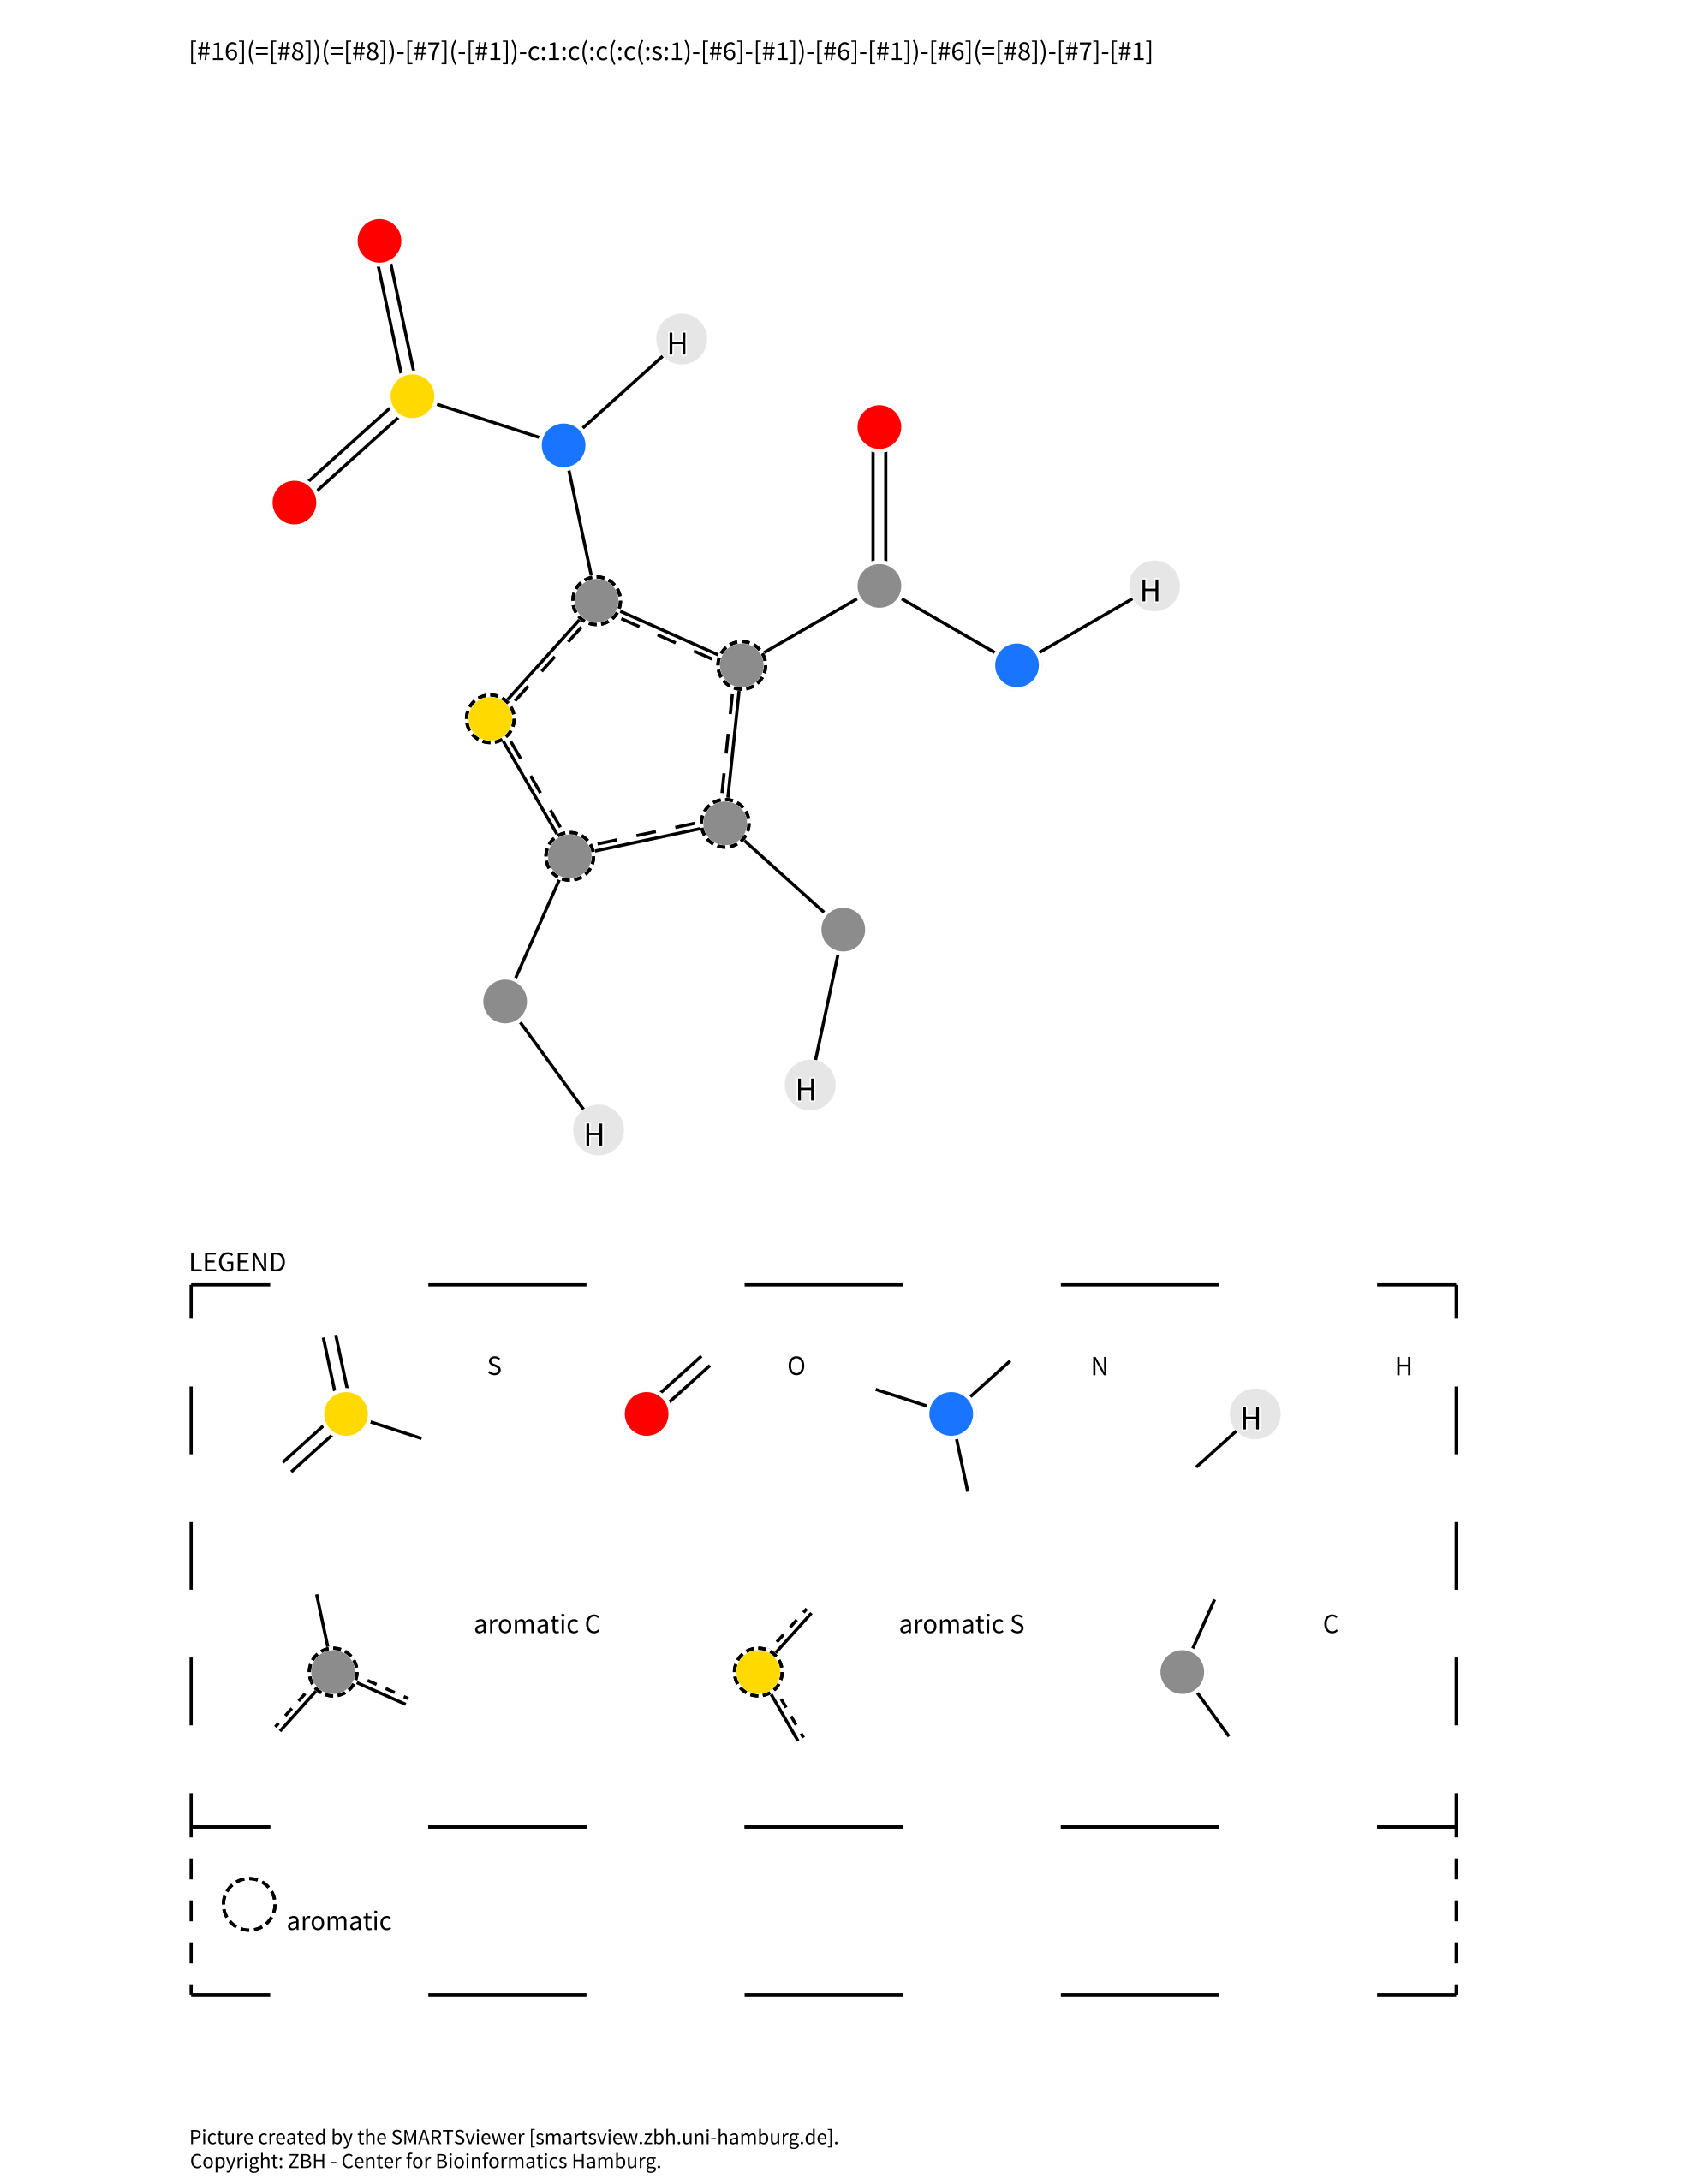 [#16](=[#8])(=[#8])-[#7](-[#1])-c:1:c(:c(:c(:s:1)-[#6]-[#1])-[#6]-[#1])-[#6](=[#8])-[#7]-[#1]
H
H
H
H
LEGEND
S O N H
H
aromatic C aromatic S C
aromatic
Picture created by the SMARTSviewer [smartsview.zbh.uni-hamburg.de].
Copyright: ZBH - Center for Bioinformatics Hamburg.